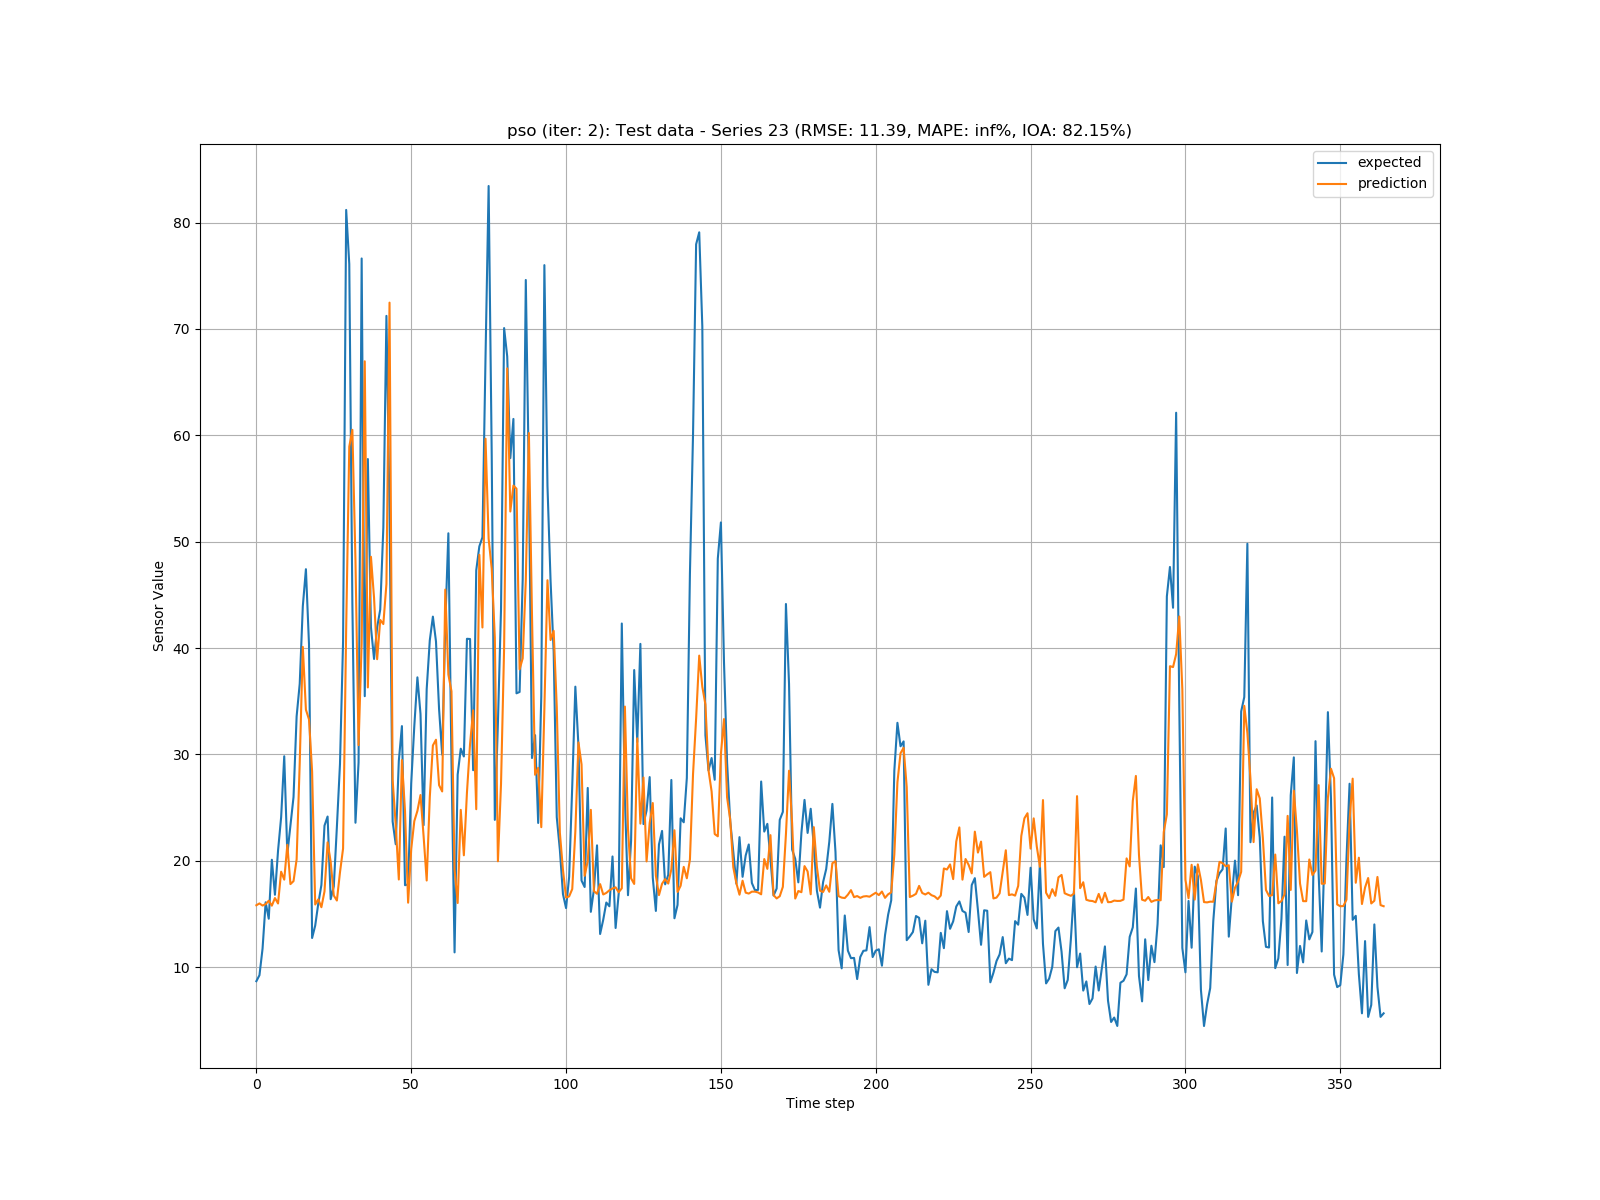 pso (iter: 2): Test data - Series 23 (RMSE: 11.39, MAPE: inf%, IOA: 82.15%)
expected
prediction
80
70
60
50
40
30
20
10
Sensor Value
0 50 100 150 200 250 300 350
Time step